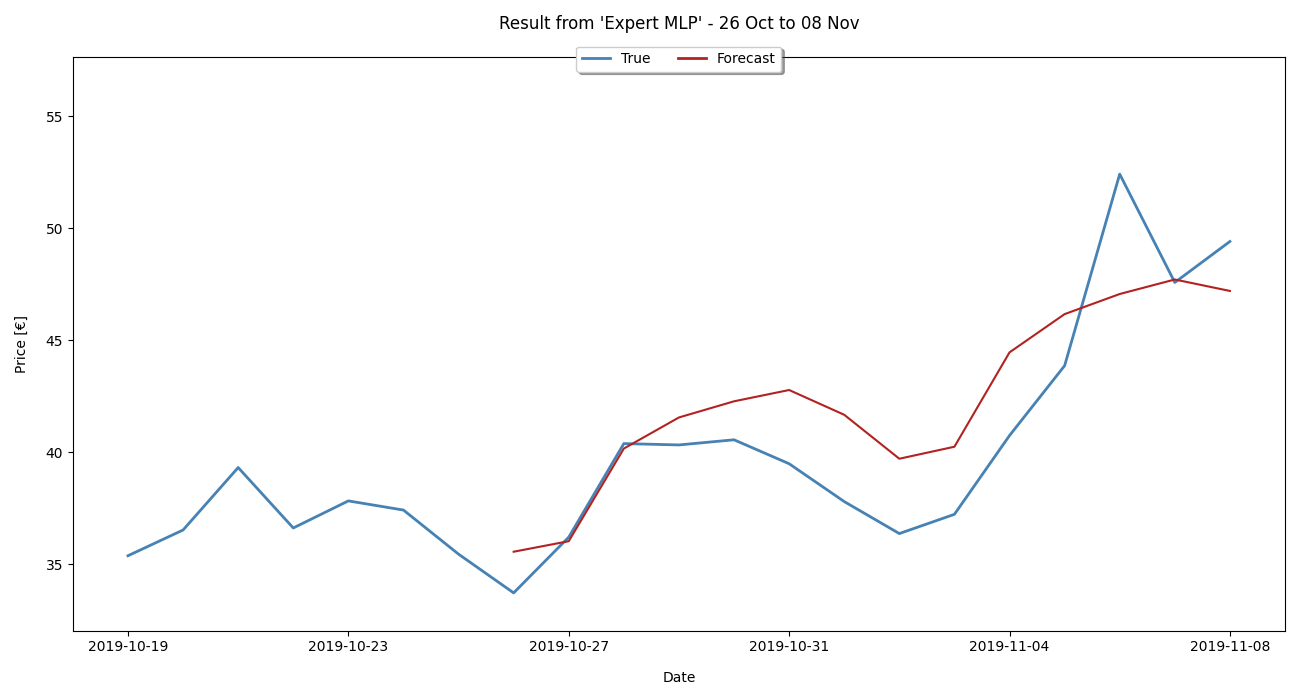 Result from 'Expert MLP' - 26 Oct to 08 Nov
True Forecast
55
50
45
40
35
Price [€]
2019-10-19 2019-10-23 2019-10-27 2019-10-31 2019-11-04 2019-11-08
Date